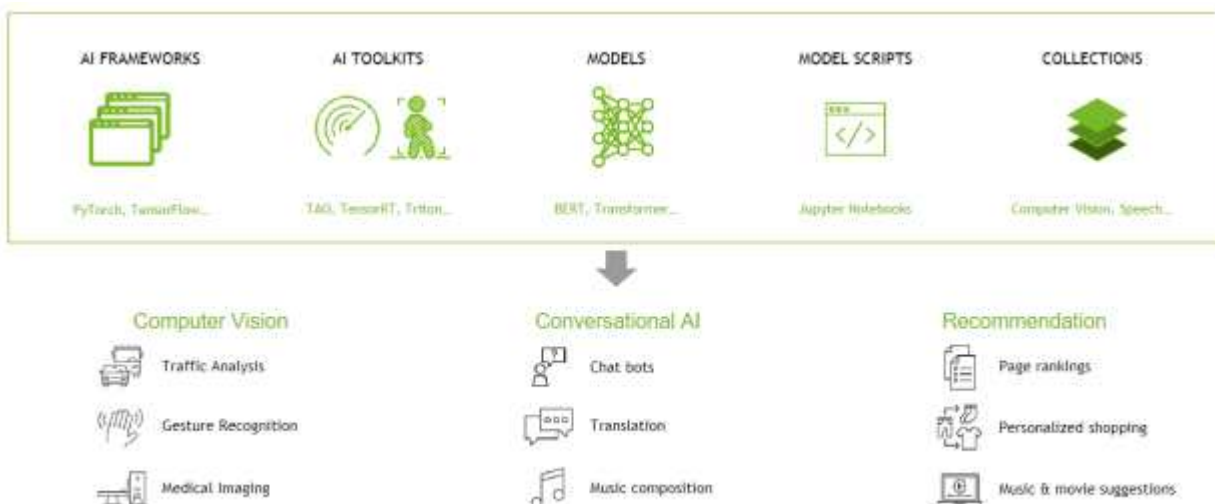 AI FRAMEWORKS
AI TOOLKITS
MODELS
MODEL SCRIPTS
COLLECTIONS
</>
PyTorch, TensorFlow...
TAO, TensorRT, Triton...
BERT, Transformer...
Jupyter Notebooks
Computer Vision, Speech...
Computer Vision
Conversational AI
Recommendation
Traffic Analysis
Chat bots
Page rankings
Gesture Recognition
Translation
Personalized shopping
Medical Imaging
Music composition
Music & movie suggestions